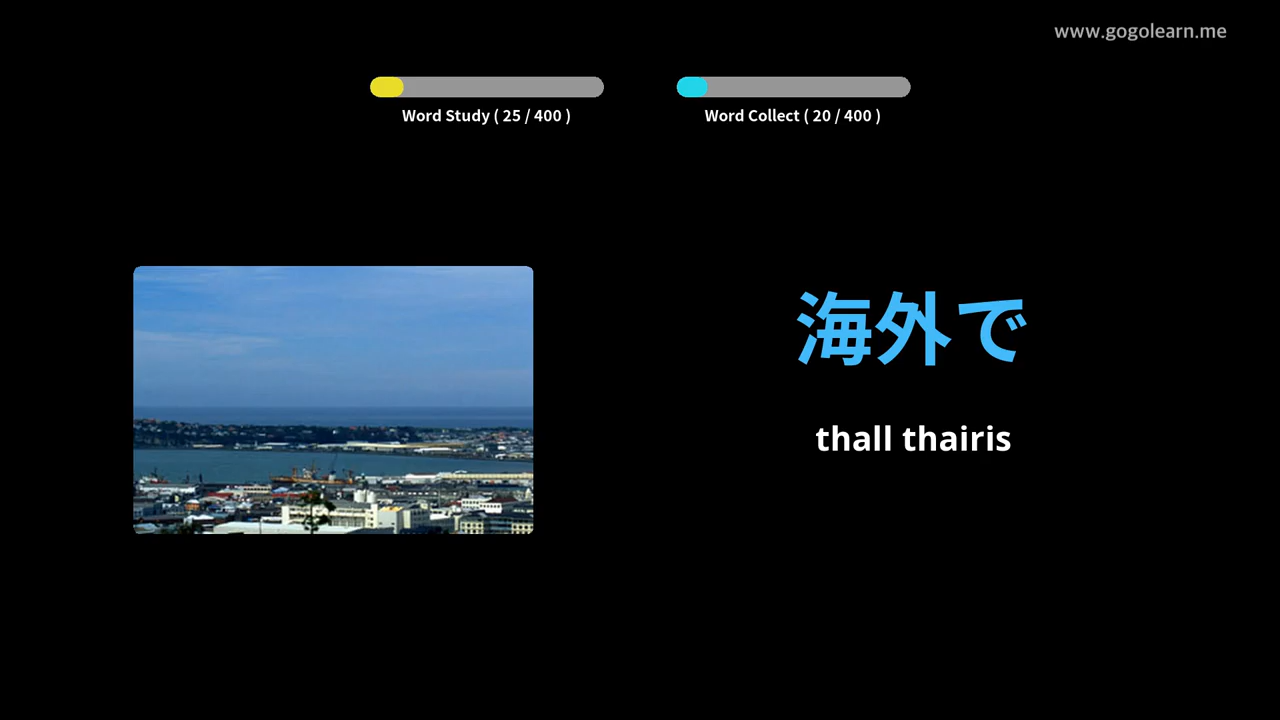 www.gogolearn.me
Word Study ( 25 / 400 )
Word Collect ( 20 / 400 )
海外で
thall thairis